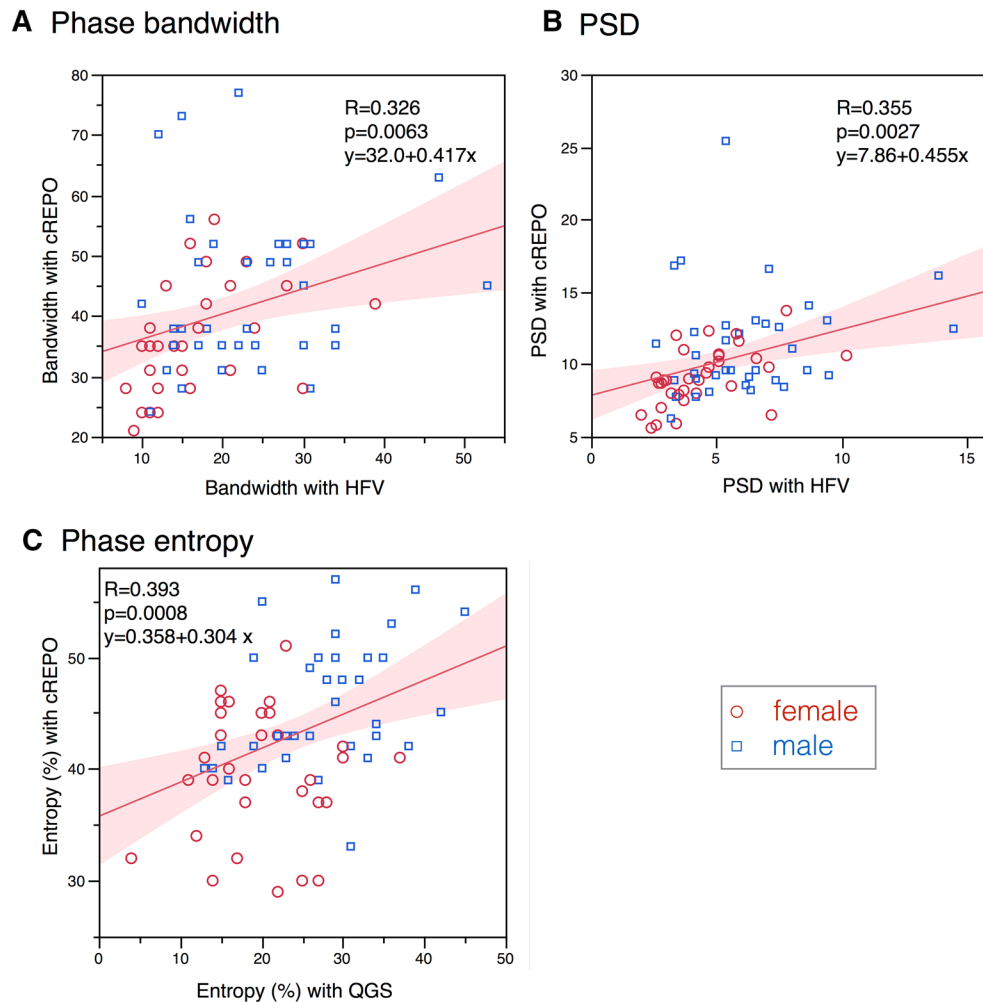 A Phase bandwidth
80
70
60
50
40
30
20
Bandwidth with cREPO
R=0.326
p=0.0063
y=32.0+0.417x
10
20
30
40
50
Bandwidth with HFV
B PSD
30
25
20
15
10
5
PSD with cREPO
R=0.355
p=0.0027
y=7.86+0.455x
0
5
10
15
PSD with HFV
C Phase entropy
50
40
30
Entropy (%) with cREPO
R=0.393
p=0.0008
y=0.358+0.304 x
0
10
20
30
40
50
Entropy (%) with QGS
female
male